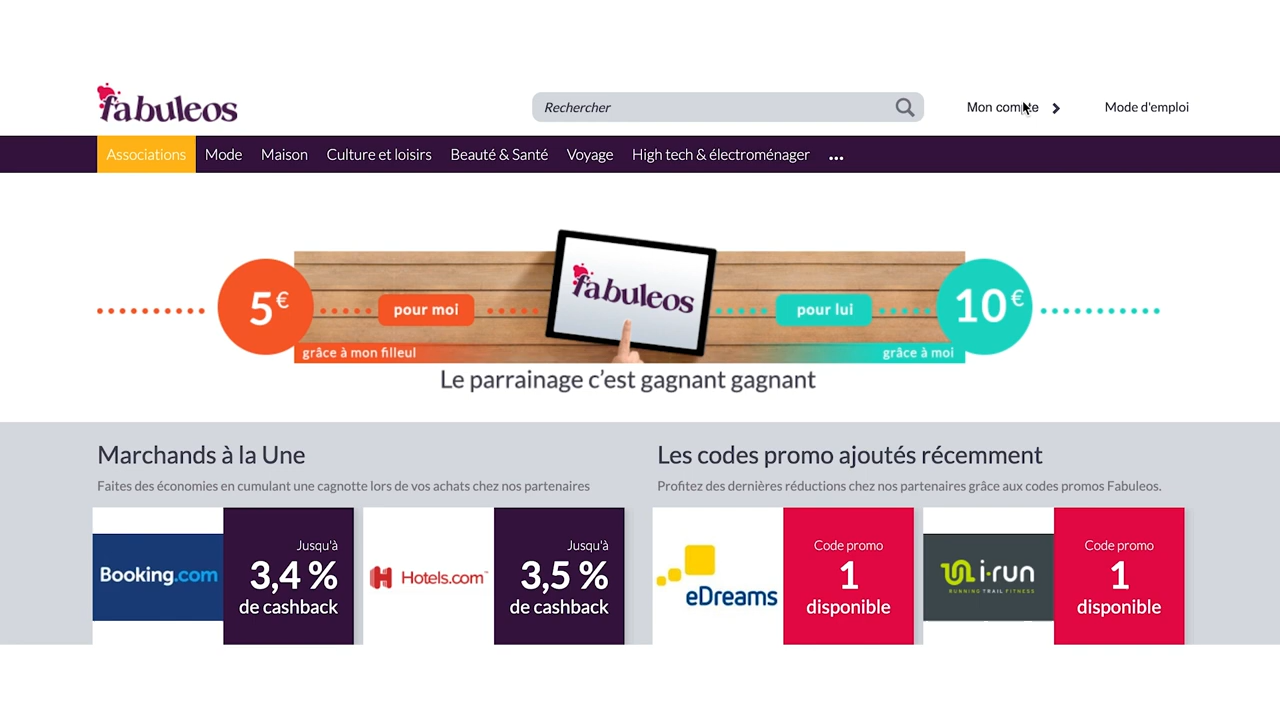 fabuleos
Rechercher
Mon compte
Mode d'emploi
Associations
Mode
Maison
Culture et loisirs
Beauté & Santé
Voyage
High tech & électroménager
...
5€
pour moi
fabuleos
pour lui
10€
grâce à mon filleul
grâce à moi
Le parrainage c’est gagnant gagnant
Marchands à la Une
Faites des économies en cumulant une cagnotte lors de vos achats chez nos partenaires
Booking.com
Jusqu'à
3,4 %
de cashback
Hotels.com™
Jusqu'à
3,5 %
de cashback
Les codes promo ajoutés récemment
Profitez des dernières réductions chez nos partenaires grâce aux codes promos Fabuleos.
eDreams
Code promo
1
disponible
i-run
RUNNING TRAIL FITNESS
Code promo
1
disponible